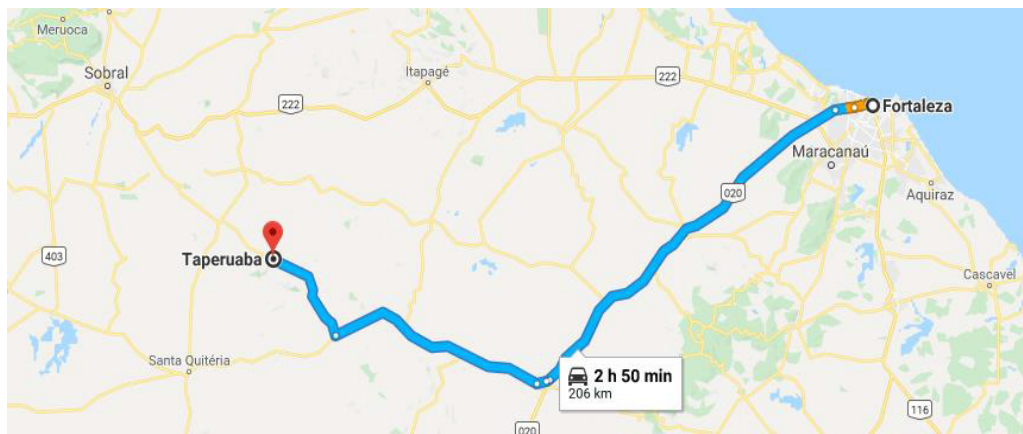 Meruoca
Sobral
Itapagé
222
222
Fortaleza
Maracanaú
020
Aquiraz
403
Taperuaba
Cascavel
Santa Quitéria
2 h 50 min
206 km
116
020